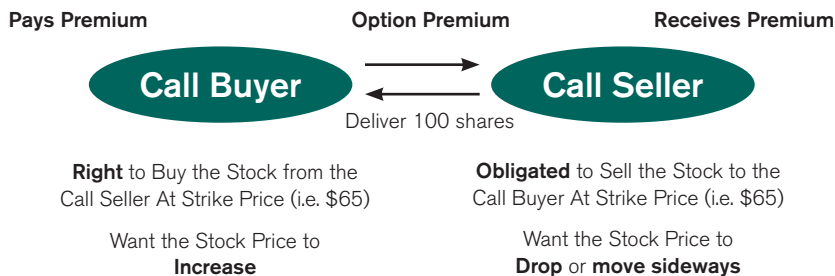 Pays Premium
Option Premium
Receives Premium
Call Buyer
Call Seller
Deliver 100 shares
Right to Buy the Stock from the
Call Seller At Strike Price (i.e. $65)
Want the Stock Price to
Increase
Obligated to Sell the Stock to the
Call Buyer At Strike Price (i.e. $65)
Want the Stock Price to
Drop or move sideways